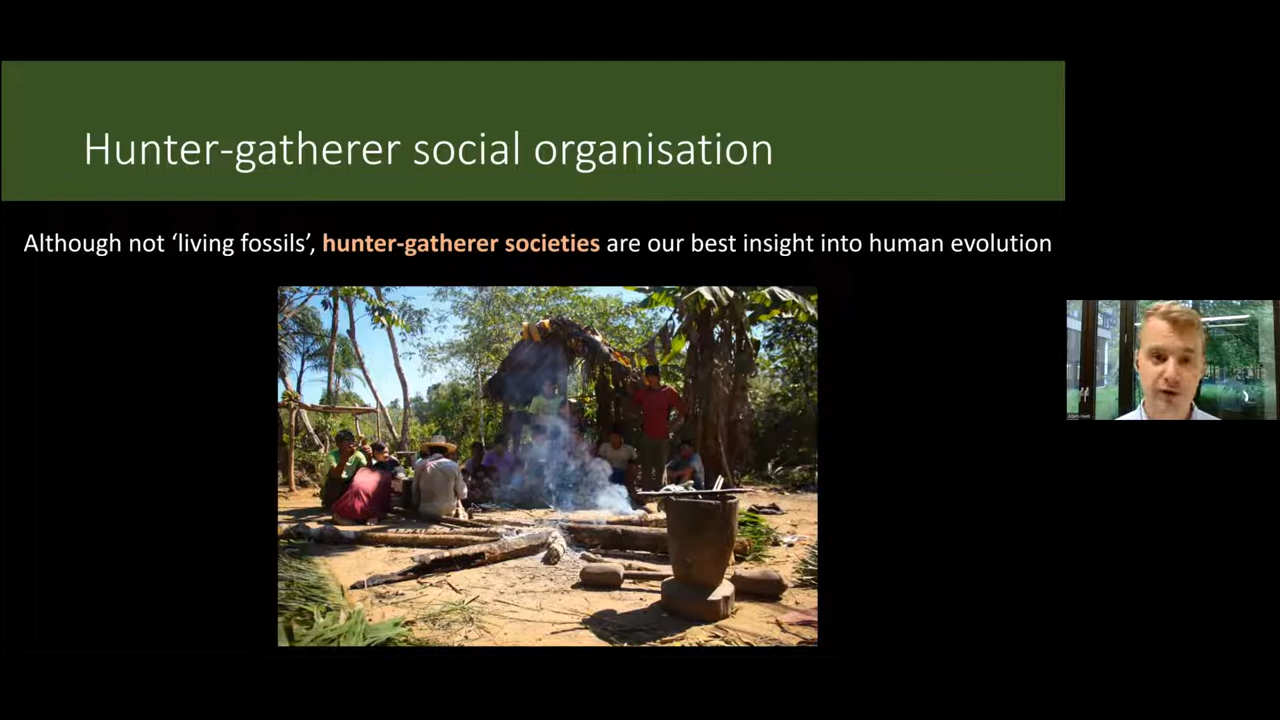 Hunter-gatherer social organisation
Although not ‘living fossils’, hunter-gatherer societies are our best insight into human evolution